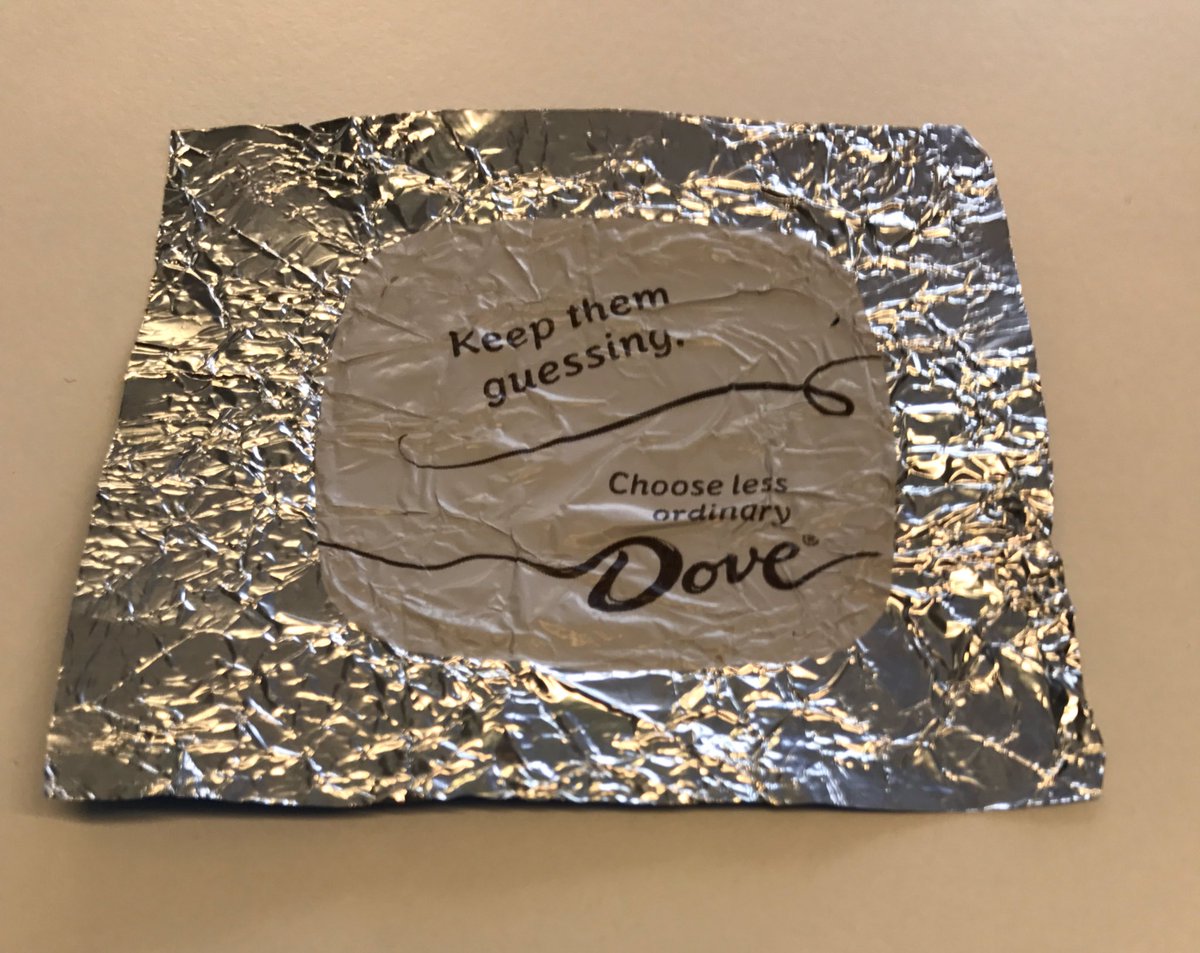 Keep them
guessing.
Choose less
ordinary
Dove®